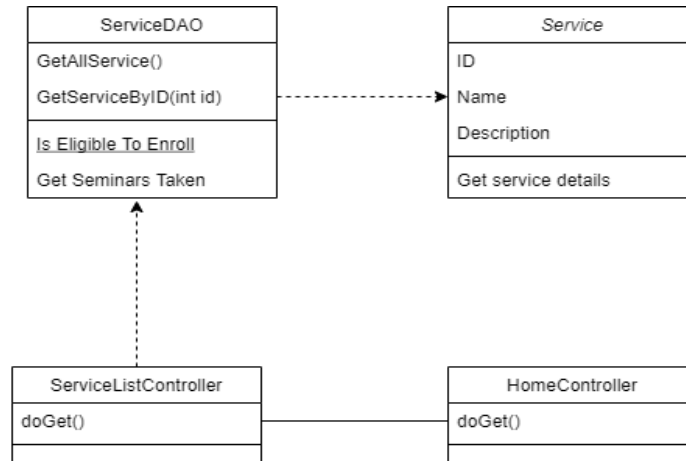 ServiceDAO
GetAllService()
GetServiceByID(int id)
Is Eligible To Enroll
Get Seminars Taken
Service
ID
Name
Description
Get service details
ServiceListController
doGet()
HomeController
doGet()